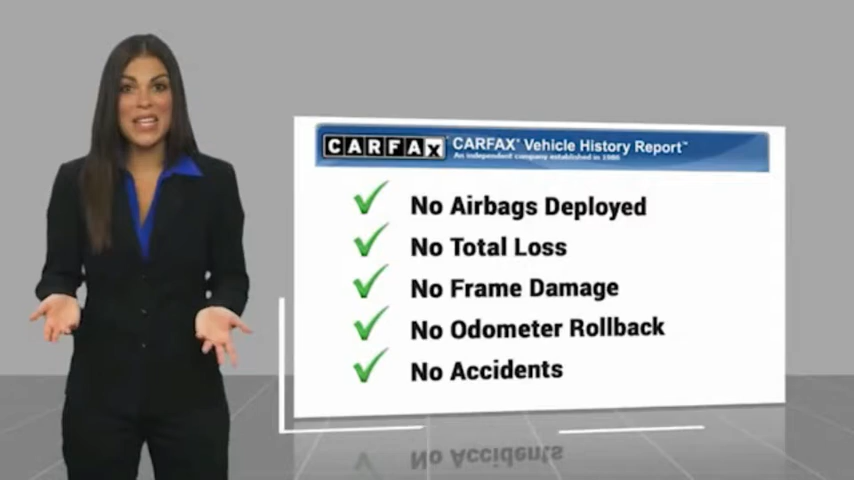 CARFAX CARFAX® Vehicle History Report™
An independent company established in 1986
No Airbags Deployed
No Total Loss
No Frame Damage
No Odometer Rollback
No Accidents
No Accidents